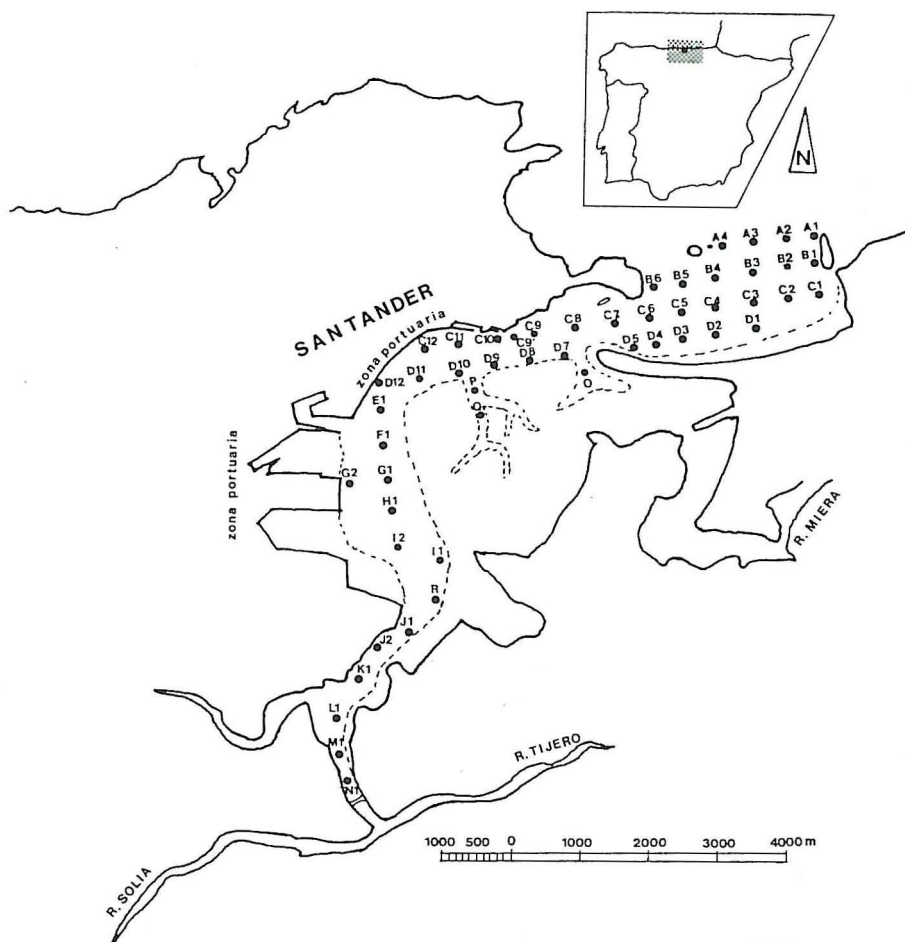 N
A4 A3 A2 A1
B6 B5 B4 B3 B2 B1
C12 C11 C10 C9 C9 C8 C7 C6 C5 C4 C3 C2 C1
D12 D11 D10 D9 D8 D7 D5 D4 D3 D2 D1
SANTANDER
zona portuaria
zona portuaria
P
O
E1
F1
G2 G1
H1
I2 I1
R
J1
J2
K1
L1
M1
N1
R. MIERA
R. TIJERO
R. SOLIA
1000 500 0 1000 2000 3000 4000 m